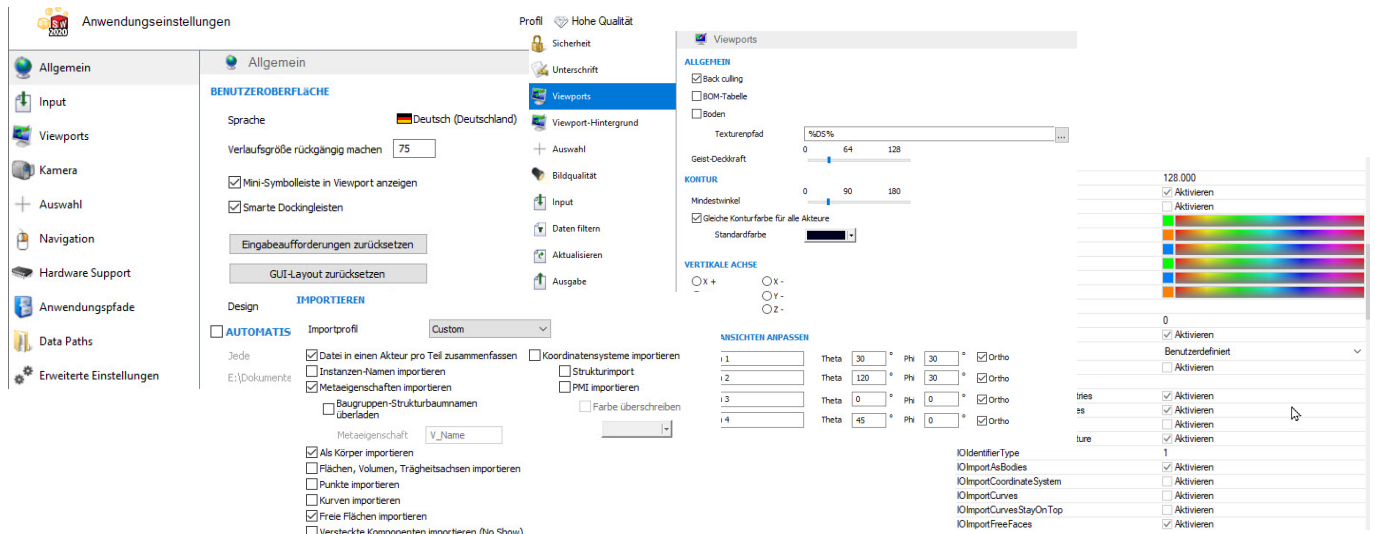 SW
2020
Anwendungseinstellungen
Allgemein
Input
Viewports
Kamera
Auswahl
Navigation
Hardware Support
Anwendungspfade
Data Paths
Erweiterte Einstellungen
Allgemein
BENUTZEROBERFLäCHE
Sprache Deutsch (Deutschland)
Verlaufsgröße rückgängig machen 75
Mini-Symbolleiste in Viewport anzeigen
Smarte Dockingleisten
Eingabeaufforderungen zurücksetzen
GUI-Layout zurücksetzen
Design
AUTOMATIS
Jede
E:\Dokumente
IMPORTIEREN
Importprofil Custom
Datei in einen Akteur pro Teil zusammenfassen
Instanzen-Namen importieren
Metaeigenschaften importieren
Baugruppen-Strukturbaumnamen
überladen
Metaeigenschaft V_Name
Als Körper importieren
Flächen, Volumen, Trägheitsachsen importieren
Punkte importieren
Kurven importieren
Freie Flächen importieren
Versteckte Komponenten importieren (No Show)
Koordinatensysteme importieren
Strukturimport
PMI importieren
Farbe überschreiben
Profil Hohe Qualität
Sicherheit
Unterschrift
Viewports
Viewport-Hintergrund
Auswahl
Bildqualität
Input
Daten filtern
Aktualisieren
Ausgabe
Viewports
ALLGEMEIN
Back culling
BOM-Tabelle
Boden
Texturenpfad %DS% ...
0 64 128
Geist-Deckkraft
KONTUR
0 90 180
Mindestwinkel
Gleiche Konturfarbe für alle Akteure
Standardfarbe
VERTIKALE ACHSE
X + X -
Y -
Z -
ANSICHTEN ANPASSEN
1 Theta 30 ° Phi 30 ° Ortho
2 Theta 120 ° Phi 30 ° Ortho
3 Theta 0 ° Phi 0 ° Ortho
4 Theta 45 ° Phi 0 ° Ortho
128.000
Aktivieren
Aktivieren
0
Aktivieren
Benutzerdefiniert
Aktivieren
tries Aktivieren
es Aktivieren
Aktivieren
ture Aktivieren
IOIdentifierType 1
IOImportAsBodies Aktivieren
IOImportCoordinateSystem Aktivieren
IOImportCurves Aktivieren
IOImportCurvesStayOnTop Aktivieren
IOImportFreeFaces Aktivieren